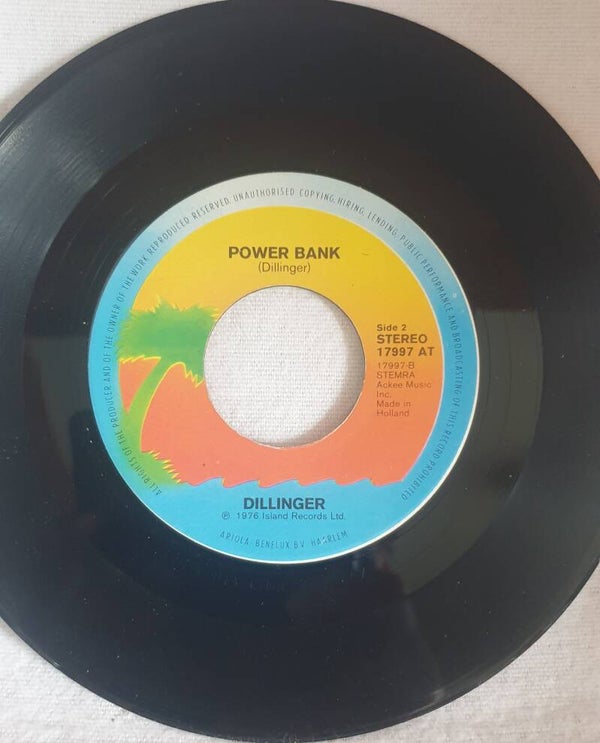 ALL RIGHTS OF THE PRODUCER AND OF THE OWNER OF THE WORK REPRODUCED RESERVED. UNAUTHORISED COPYING, HIRING, LENDING, PUBLIC PERFORMANCE AND BROADCASTING OF THIS RECORD PROHIBITED
POWER BANK
(Dillinger)
Side 2
STEREO
17997 AT
17997-B
STEMRA
Ackee Music
Inc.
Made in
Holland
DILLINGER
℗ 1976 Island Records Ltd.
ARIOLA BENELUX BV HAARLEM